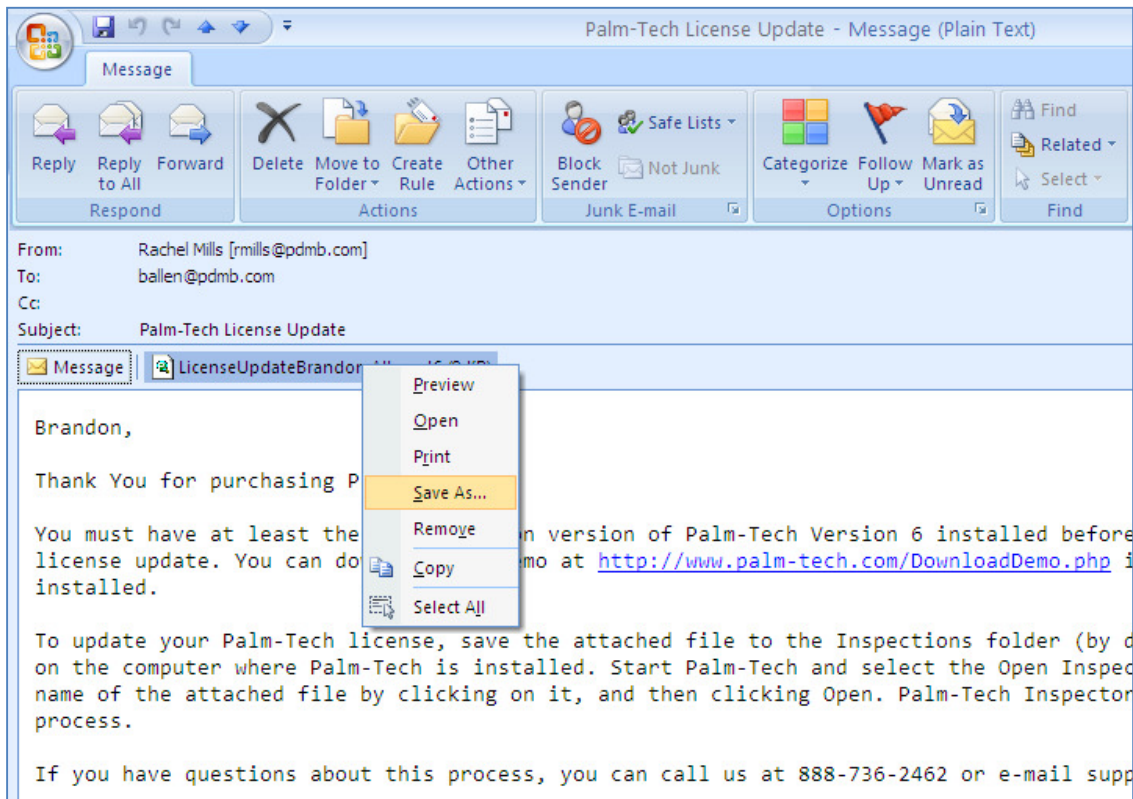 Palm-Tech License Update - Message (Plain Text)
Message
Reply
Reply to All
Forward
Delete
Move to Folder
Create Rule
Other Actions
Block Sender
Safe Lists
Not Junk
Categorize
Follow Up
Mark as Unread
Find
Related
Select
Respond
Actions
Junk E-mail
Options
Find
From: Rachel Mills [rmills@pdmb.com]
To: ballen@pdmb.com
Cc:
Subject: Palm-Tech License Update
Message LicenseUpdateBrandon
Preview
Open
Print
Save As...
Remove
Copy
Select All
Brandon,
Thank You for purchasing P
You must have at least the n version of Palm-Tech Version 6 installed before
license update. You can do mo at http://www.palm-tech.com/DownloadDemo.php i
installed.
To update your Palm-Tech license, save the attached file to the Inspections folder (by d
on the computer where Palm-Tech is installed. Start Palm-Tech and select the Open Inspec
name of the attached file by clicking on it, and then clicking Open. Palm-Tech Inspector
process.
If you have questions about this process, you can call us at 888-736-2462 or e-mail supp